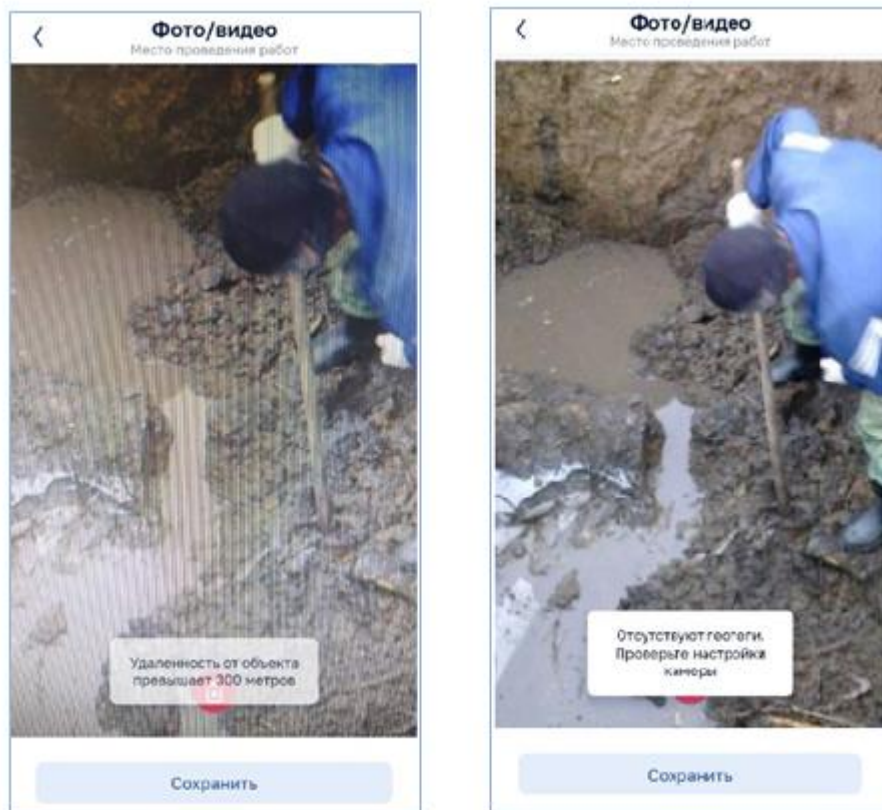 Фото/видео
Место проведения работ
Удаленность от объекта
превышает 300 метров
Сохранить
Фото/видео
Место проведения работ
Отсутствуют геотеги.
Проверьте настройки
камеры
Сохранить